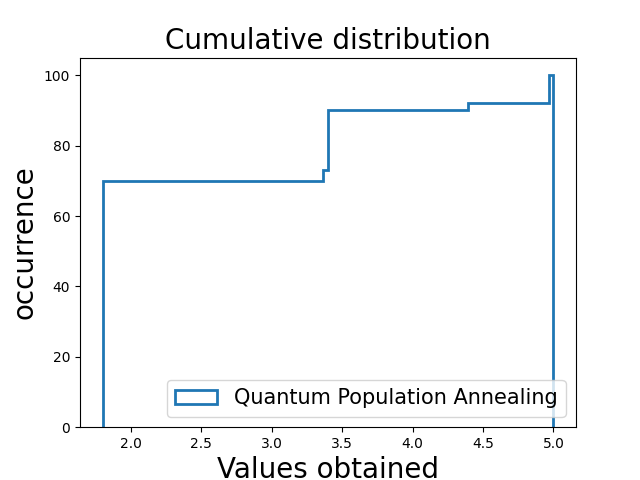 Cumulative distribution
100
80
60
40
20
0
occurrence
Quantum Population Annealing
2.0 2.5 3.0 3.5 4.0 4.5 5.0
Values obtained